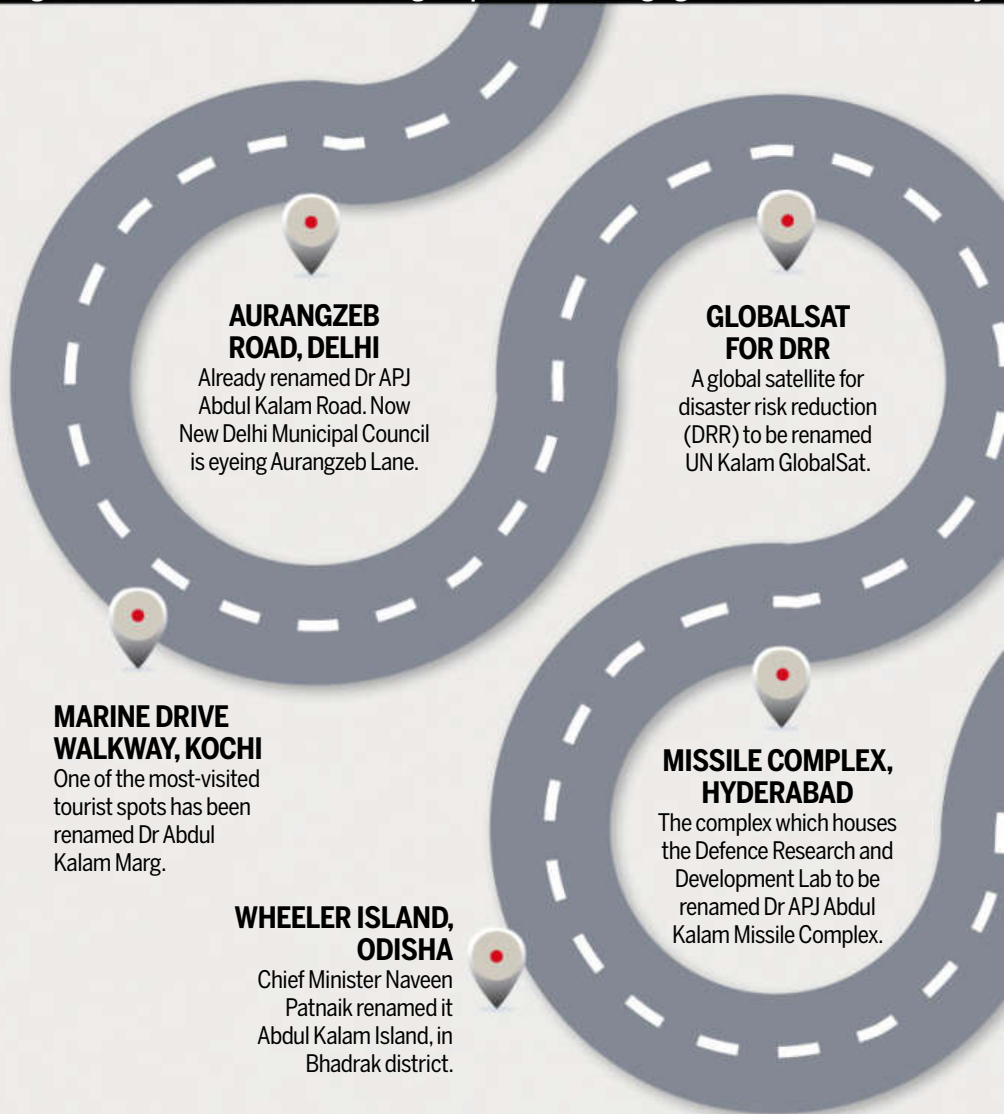 AURANGZEB
ROAD, DELHI
Already renamed Dr APJ
Abdul Kalam Road. Now
New Delhi Municipal Council
is eyeing Aurangzeb Lane.
GLOBALSAT
FOR DRR
A global satellite for
disaster risk reduction
(DRR) to be renamed
UN Kalam GlobalSat.
MARINE DRIVE
WALKWAY, KOCHI
One of the most-visited
tourist spots has been
renamed Dr Abdul
Kalam Marg.
MISSILE COMPLEX,
HYDERABAD
The complex which houses
the Defence Research and
Development Lab to be
renamed Dr APJ Abdul
Kalam Missile Complex.
WHEELER ISLAND,
ODISHA
Chief Minister Naveen
Patnaik renamed it
Abdul Kalam Island, in
Bhadrak district.